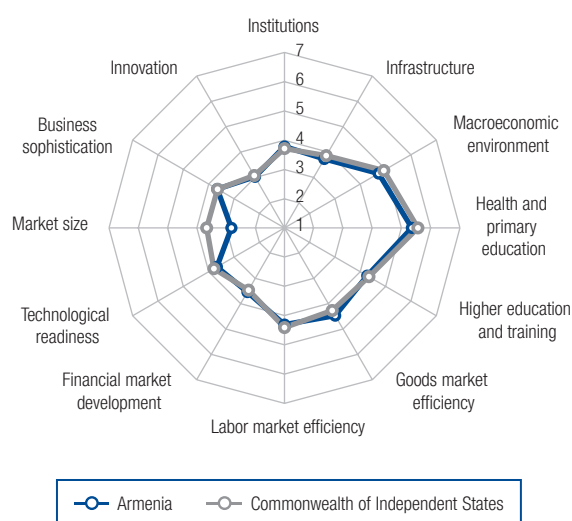 Institutions
7
6
5
4
3
2
1
Infrastructure
Macroeconomic
environment
Health and
primary
education
Higher education
and training
Goods market
efficiency
Labor market efficiency
Financial market
development
Technological
readiness
Market size
Business
sophistication
Innovation
Armenia
Commonwealth of Independent States